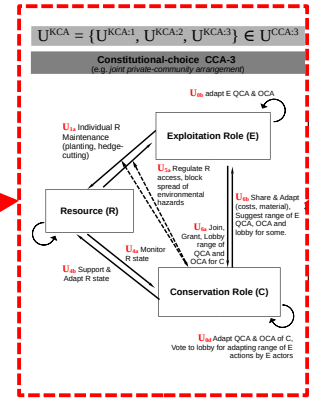 U^KCA = {U^KCA:1, U^KCA:2, U^KCA:3} ∈ U^CCA:3
Constitutional-choice CCA-3
(e.g. joint private-community arrangement)
U0b adapt E QCA & OCA
U1a Individual R
Maintenance
(planting, hedge-
cutting)
Exploitation Role (E)
U5a Regulate R
access, block
spread of
environmental
hazards
Resource (R)
U6a Join,
Grant, Lobby
range of
QCA and
OCA for C
U6b Share & Adapt
(costs, material),
Suggest range of E
QCA, OCA and
lobby for some.
U4a Monitor
R state
U4b Support &
Adapt R state
Conservation Role (C)
U0d Adapt QCA & OCA of C,
Vote to lobby for adapting range of E
actions by E actors